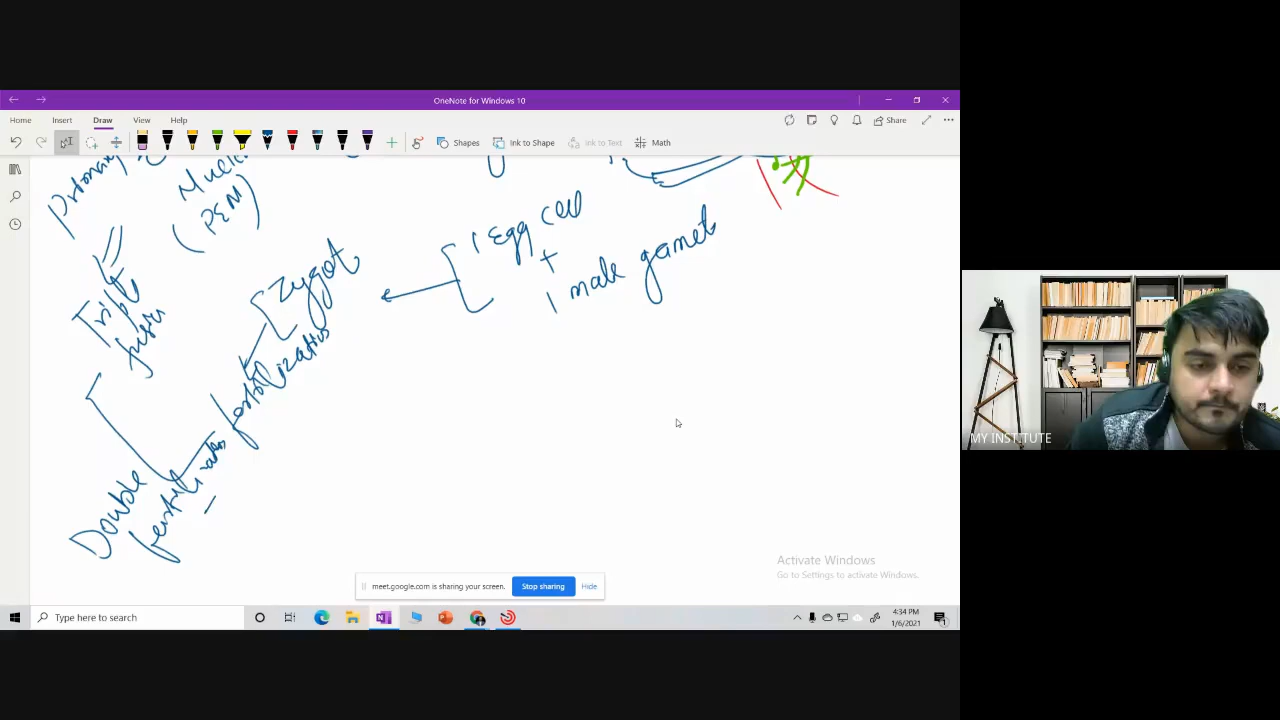 OneNote for Windows 10
Home Insert Draw View Help
Share
Shapes Ink to Shape Ink to Text Math
(PEN)
1 Egg cell
+
1 male gamet
Zygot
Triple
fusion
Double
MY INSTITUTE
Activate Windows
Go to Settings to activate Windows.
meet.google.com is sharing your screen. Stop sharing Hide
Type here to search
4:34 PM
1/6/2021